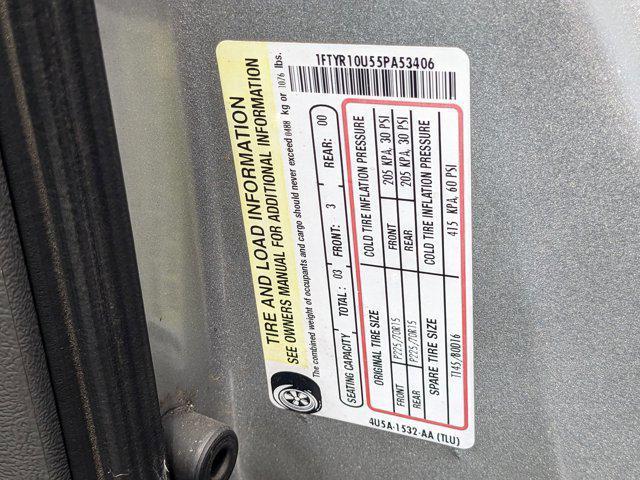 1FTYR10U55PA53406
TIRE AND LOAD INFORMATION
SEE OWNERS MANUAL FOR ADDITIONAL INFORMATION
The combined weight of occupants and cargo should never exceed 0488 kg or 1076 lbs.
SEATING CAPACITY TOTAL: 03 FRONT: 3 REAR: 00
ORIGINAL TIRE SIZE COLD TIRE INFLATION PRESSURE
FRONT P225/70R15 FRONT 205 KPA, 30 PSI
REAR P225/70R15 REAR 205 KPA, 30 PSI
SPARE TIRE SIZE COLD TIRE INFLATION PRESSURE
T145/80D16 415 KPA, 60 PSI
4U5A-1532-AA (TLU)